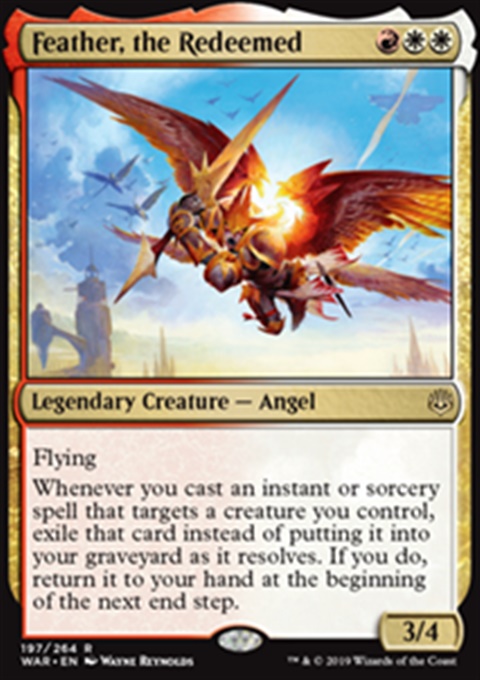 Feather, the Redeemed
Legendary Creature — Angel
Flying
Whenever you cast an instant or sorcery
spell that targets a creature you control,
exile that card instead of putting it into
your graveyard as it resolves. If you do,
return it to your hand at the beginning
of the next end step.
3/4
197/264 R
WAR • EN Wayne Reynolds
™ & © 2019 Wizards of the Coast